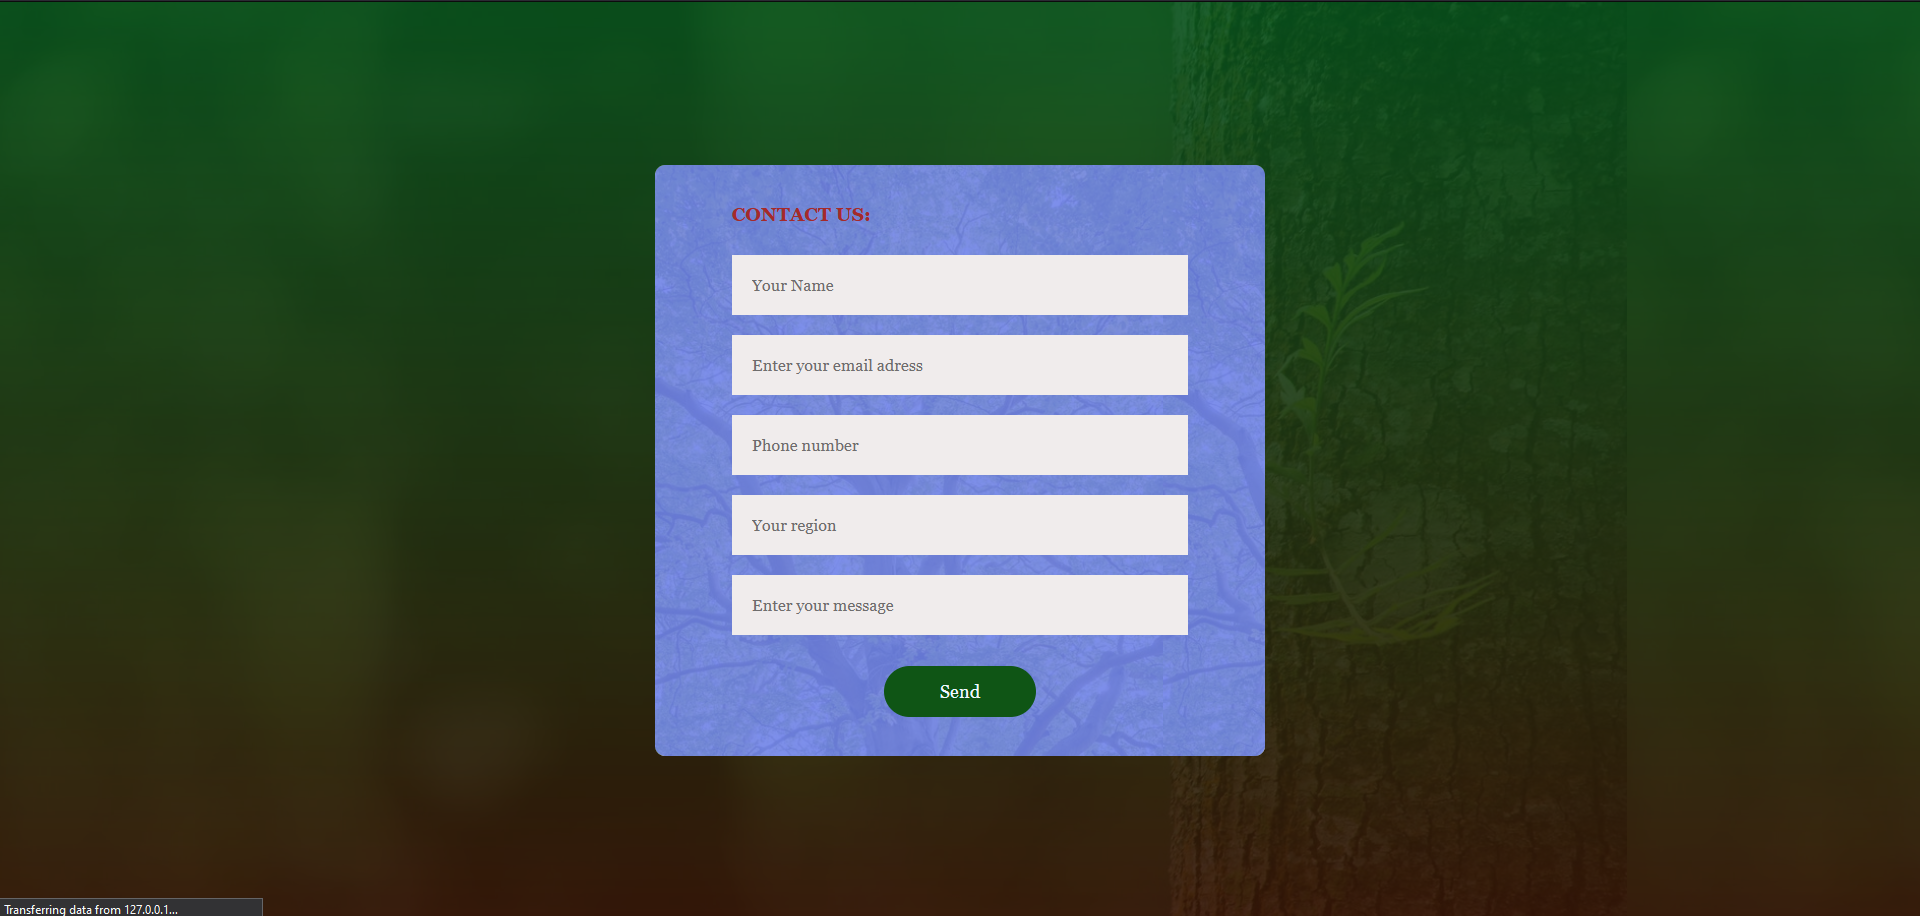 CONTACT US:
Your Name
Enter your email adress
Phone number
Your region
Enter your message
Send
Transferring data from 127.0.0.1...